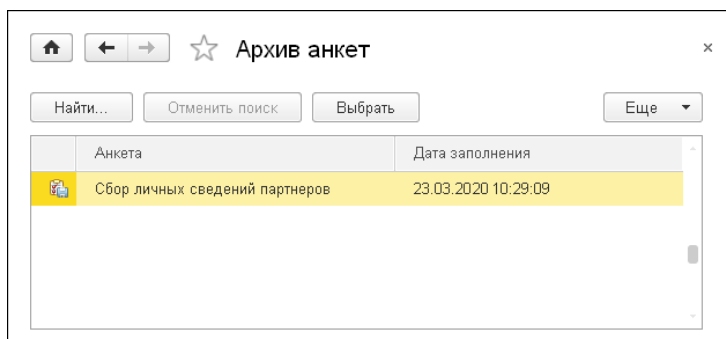 Архив анкет
Найти... Отменить поиск Выбрать Еще
Анкета Дата заполнения
Сбор личных сведений партнеров 23.03.2020 10:29:09